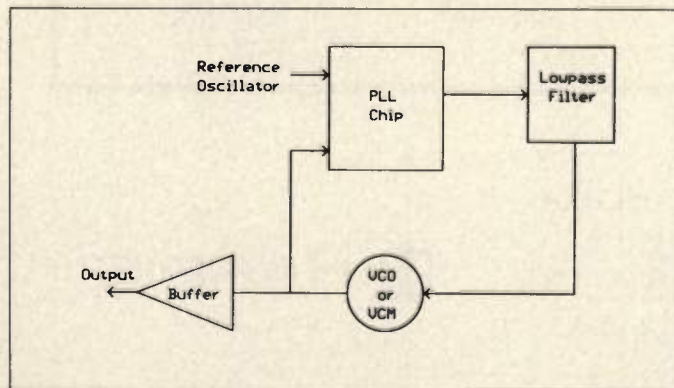 Reference
Oscillator
PLL
Chip
Lowpass
Filter
Output
Buffer
VCO
or
VCM